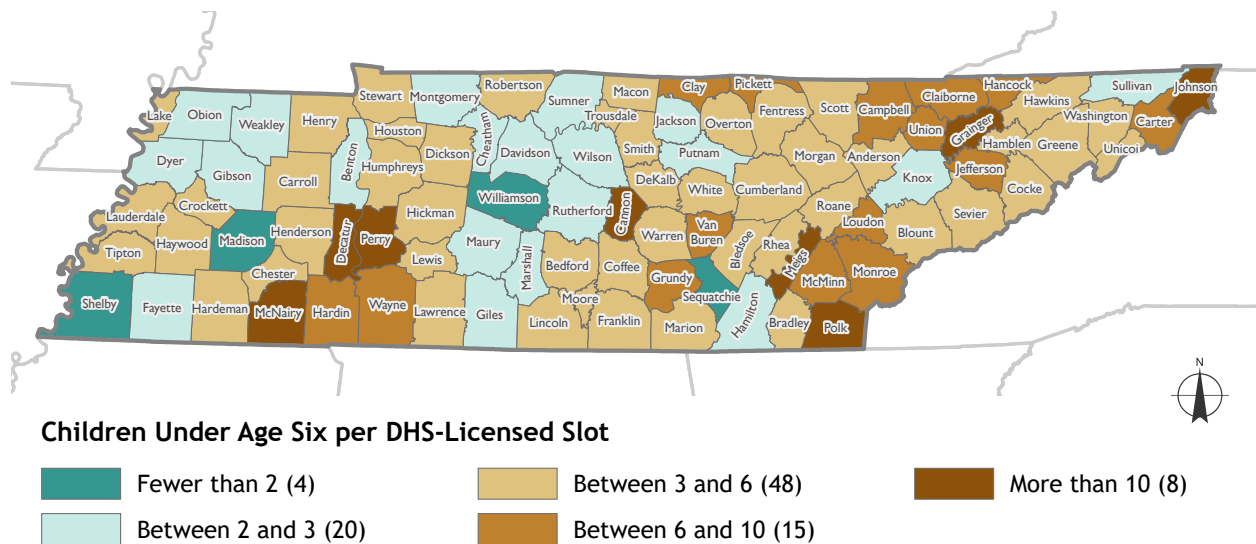 Stewart
Montgomery
Robertson
Sumner
Macon
Clay
Pickett
Fentress
Scott
Campbell
Claiborne
Hancock
Hawkins
Sullivan
Johnson
Lake
Obion
Weakley
Henry
Houston
Cheatham
Trousdale
Jackson
Overton
Union
Grainger
Hamblen
Greene
Washington
Carter
Unicoi
Dyer
Gibson
Carroll
Benton
Humphreys
Dickson
Davidson
Wilson
Smith
Putnam
Morgan
Anderson
Knox
Jefferson
Cocke
Lauderdale
Crockett
Madison
Henderson
Decatur
Perry
Hickman
Williamson
Rutherford
Cannon
DeKalb
White
Cumberland
Roane
Loudon
Blount
Sevier
Tipton
Haywood
Chester
Lewis
Maury
Marshall
Bedford
Coffee
Warren
Van
Buren
Bledsoe
Rhea
Meigs
McMinn
Monroe
Shelby
Fayette
Hardeman
McNairy
Hardin
Wayne
Lawrence
Giles
Lincoln
Moore
Franklin
Grundy
Sequatchie
Marion
Hamilton
Bradley
Polk
N
Children Under Age Six per DHS-Licensed Slot
Fewer than 2 (4)
Between 2 and 3 (20)
Between 3 and 6 (48)
Between 6 and 10 (15)
More than 10 (8)